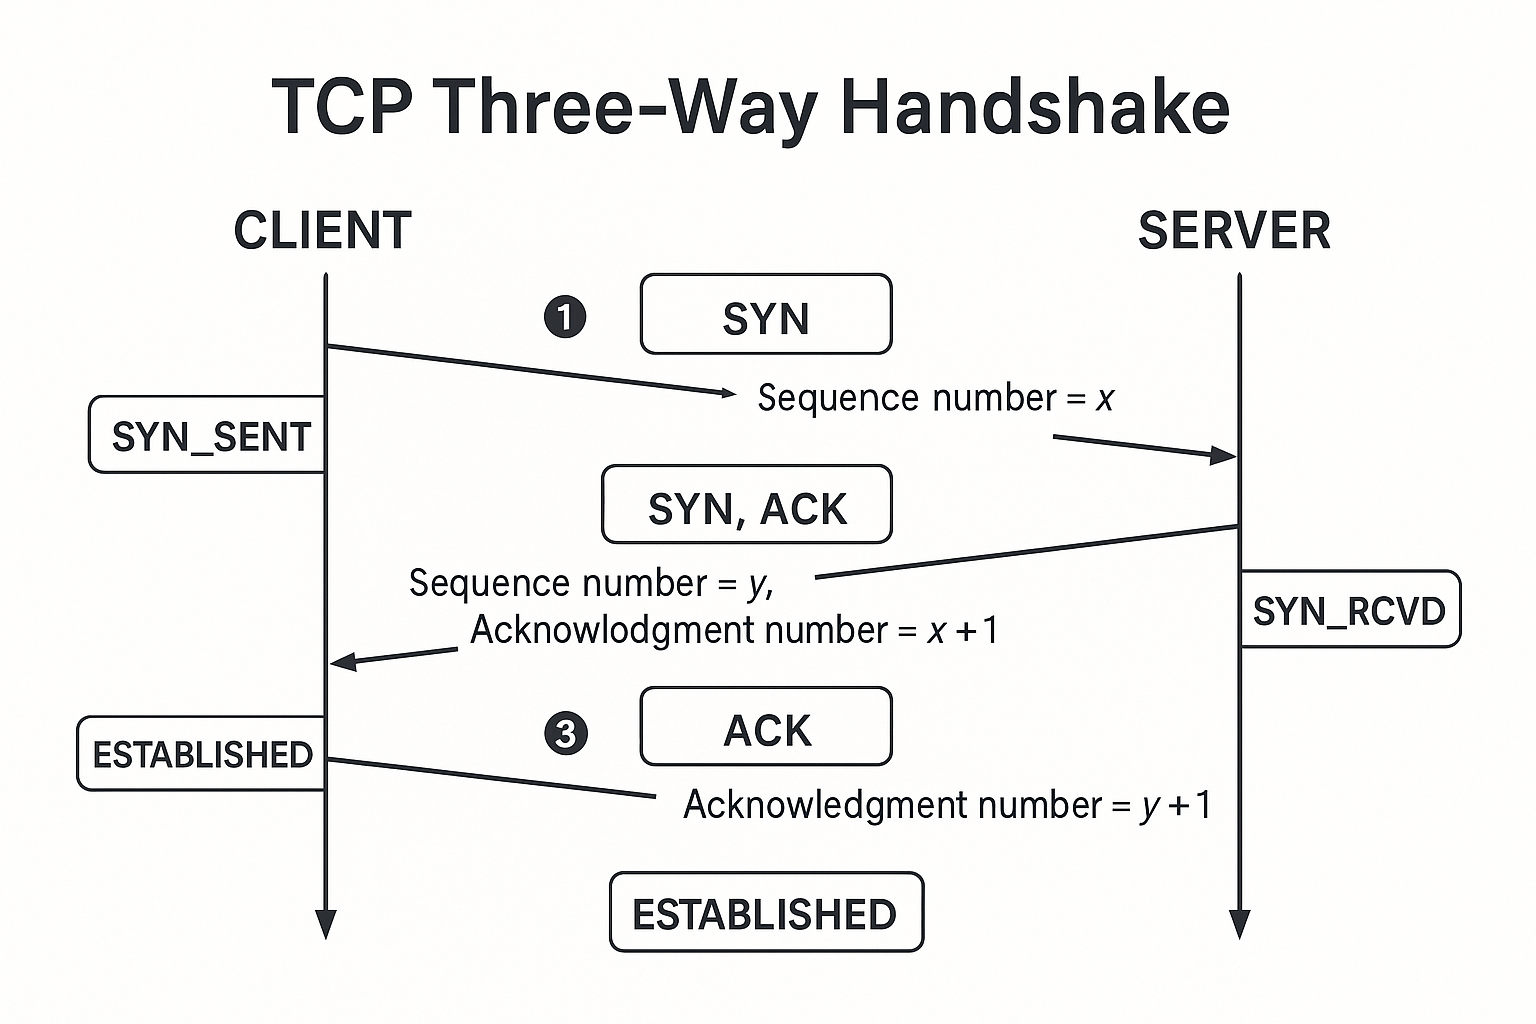 TCP Three-Way Handshake
CLIENT
SERVER
1
SYN
Sequence number = x
SYN_SENT
SYN, ACK
Sequence number = y,
Acknowlodgment number = x + 1
SYN_RCVD
3
ACK
ESTABLISHED
Acknowledgment number = y + 1
ESTABLISHED